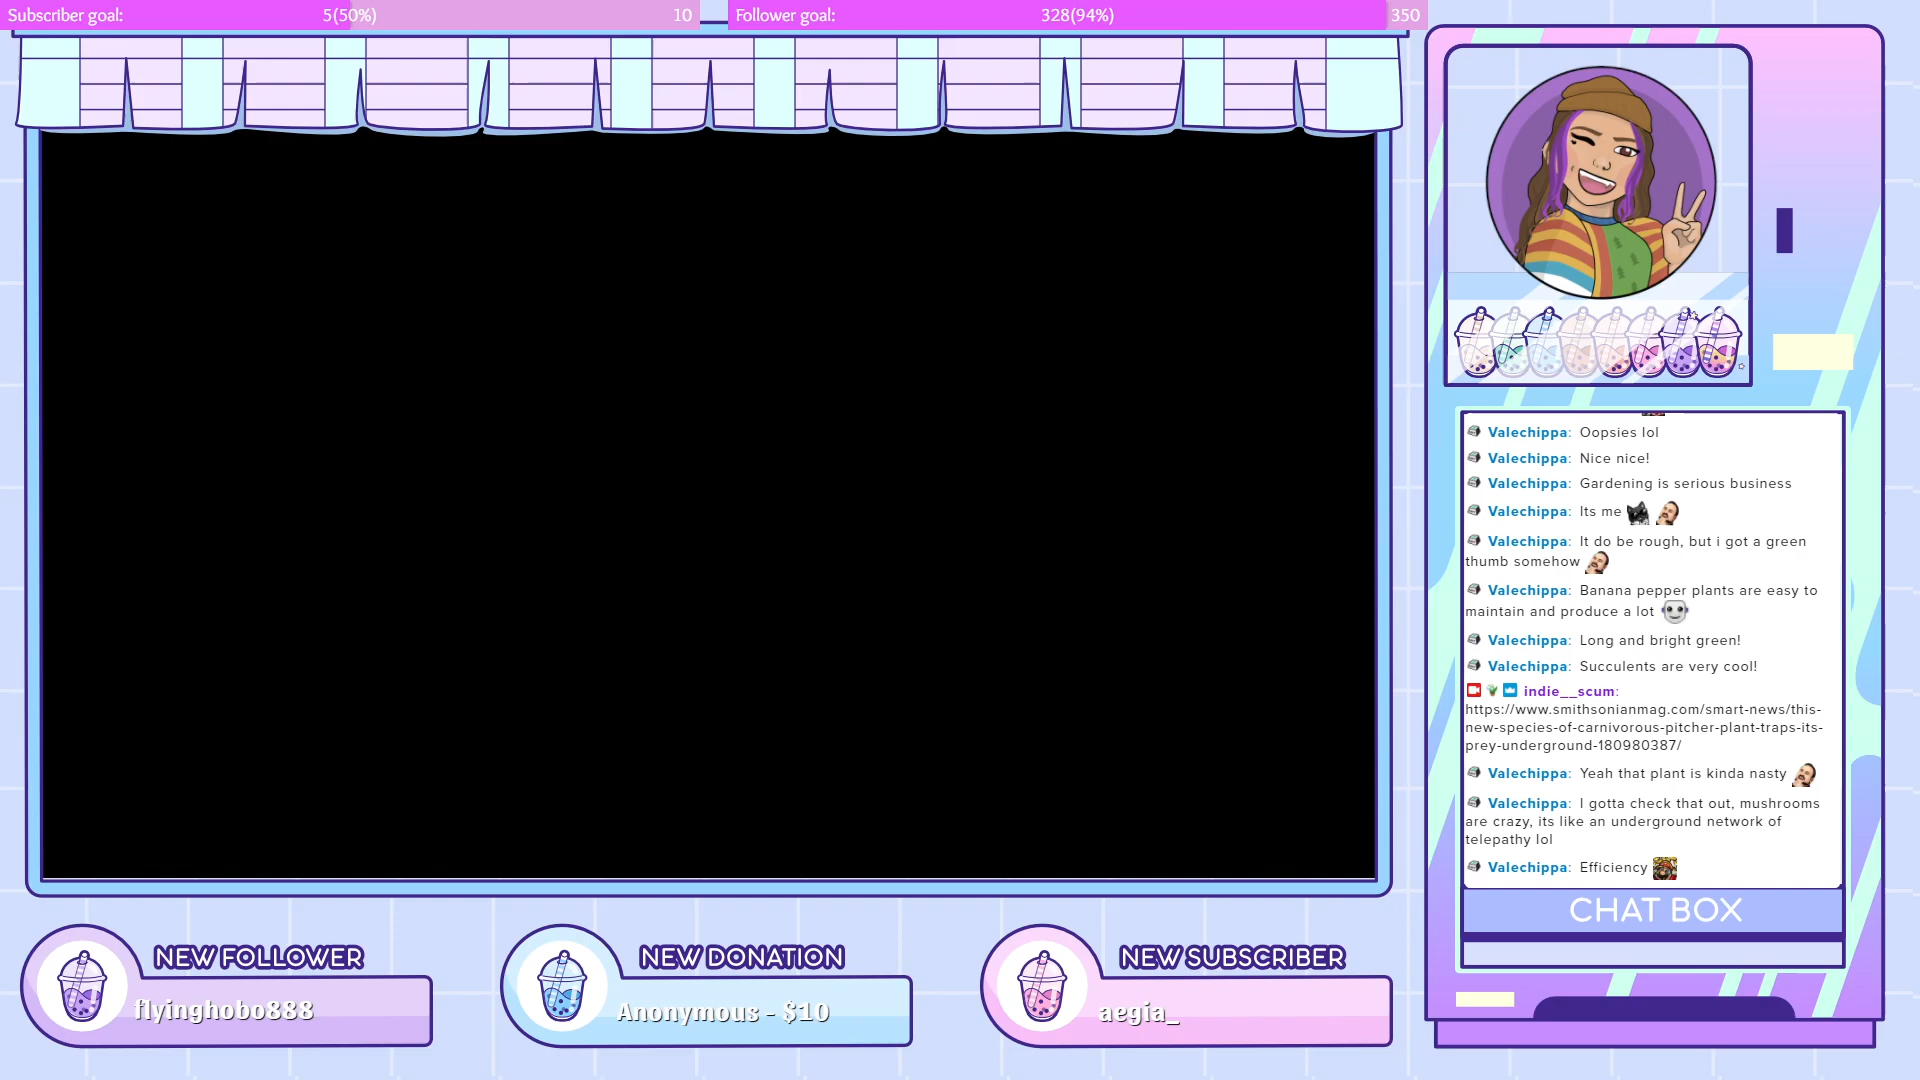 Subscriber goal: 5(50%) 10 Follower goal: 328(94%) 350
Valechippa: Oopsies lol
Valechippa: Nice nice!
Valechippa: Gardening is serious business
Valechippa: Its me
Valechippa: It do be rough, but i got a green
thumb somehow
Valechippa: Banana pepper plants are easy to
maintain and produce a lot
Valechippa: Long and bright green!
Valechippa: Succulents are very cool!
indie__scum:
https://www.smithsonianmag.com/smart-news/this-
new-species-of-carnivorous-pitcher-plant-traps-its-
prey-underground-180980387/
Valechippa: Yeah that plant is kinda nasty
Valechippa: I gotta check that out, mushrooms
are crazy, its like an underground network of
telepathy lol
Valechippa: Efficiency
CHAT BOX
NEW FOLLOWER
flyinghobo888
NEW DONATION
Anonymous - $10
NEW SUBSCRIBER
aegia_